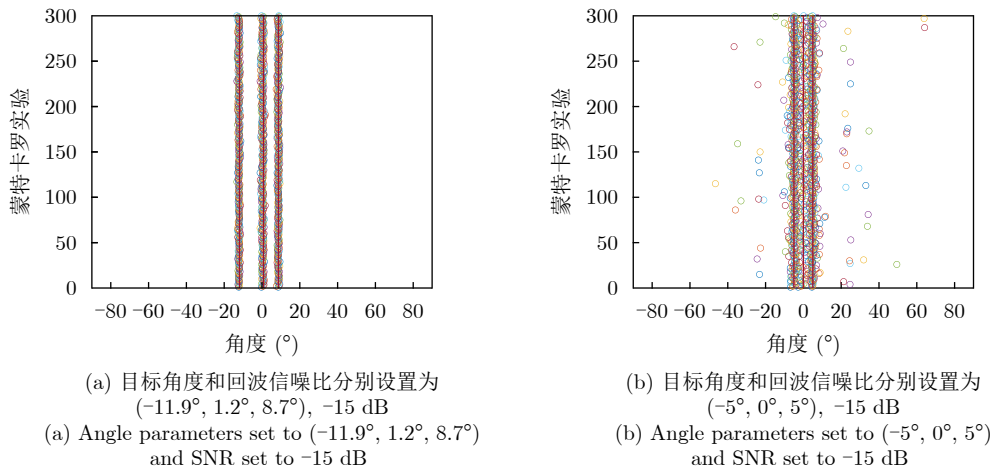 300
250
200
150
100
50
0
蒙特卡罗实验
−80 −60 −40 −20 0 20 40 60 80
角度 (°)
(a) 目标角度和回波信噪比分别设置为
(−11.9°, 1.2°, 8.7°), −15 dB
(a) Angle parameters set to (−11.9°, 1.2°, 8.7°)
and SNR set to −15 dB
300
250
200
150
100
50
0
蒙特卡罗实验
−80 −60 −40 −20 0 20 40 60 80
角度 (°)
(b) 目标角度和回波信噪比分别设置为
(−5°, 0°, 5°), −15 dB
(b) Angle parameters set to (−5°, 0°, 5°)
and SNR set to −15 dB